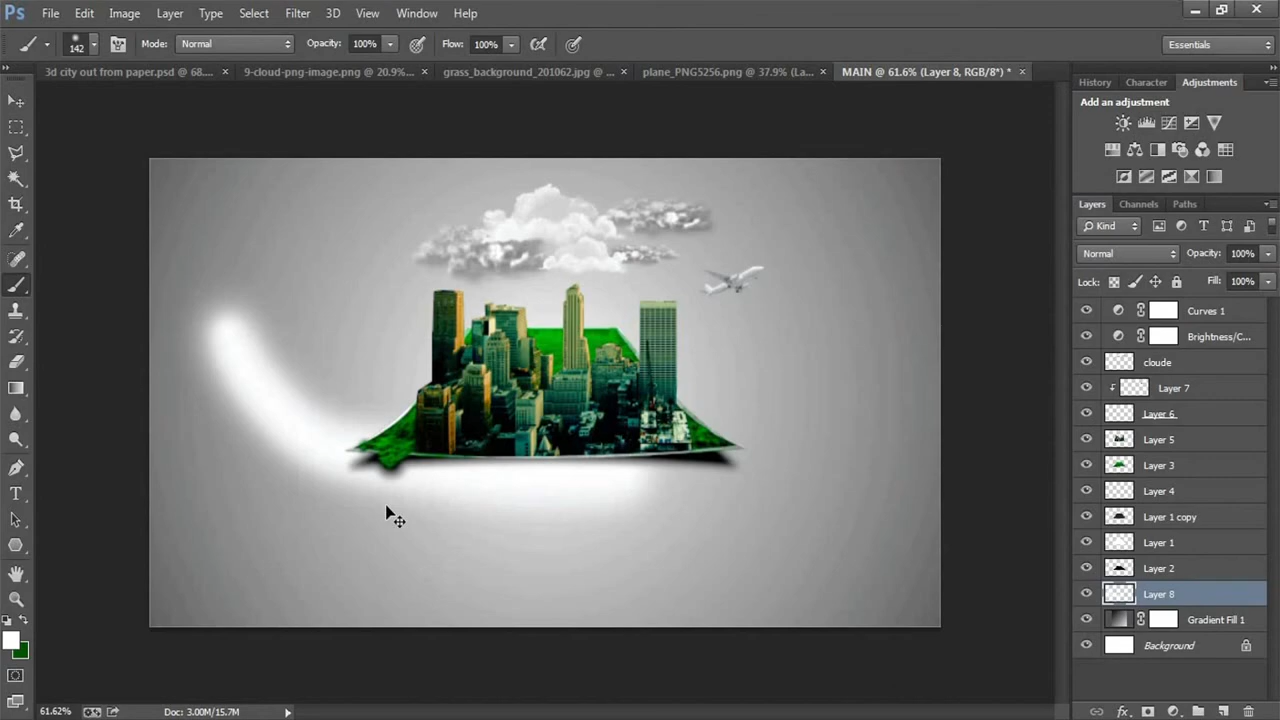 Ps File Edit Image Layer Type Select Filter 3D View Window Help
142 Mode: Normal Opacity: 100% Flow: 100% Essentials
3d city out from paper.psd @ 68.... × 9-cloud-png-image.png @ 20.9%... × grass_background_201062.jpg @ ... × plane_PNG5256.png @ 37.9% (La... × MAIN @ 61.6% (Layer 8, RGB/8*) * ×
History Character Adjustments
Add an adjustment
Layers Channels Paths
Kind
Normal Opacity: 100%
Lock: Fill: 100%
Curves 1
Brightness/C...
cloude
Layer 7
Layer 6
Layer 5
Layer 3
Layer 4
Layer 1 copy
Layer 1
Layer 2
Layer 8
Gradient Fill 1
Background
61.62% Doc: 3.00M/15.7M
fx